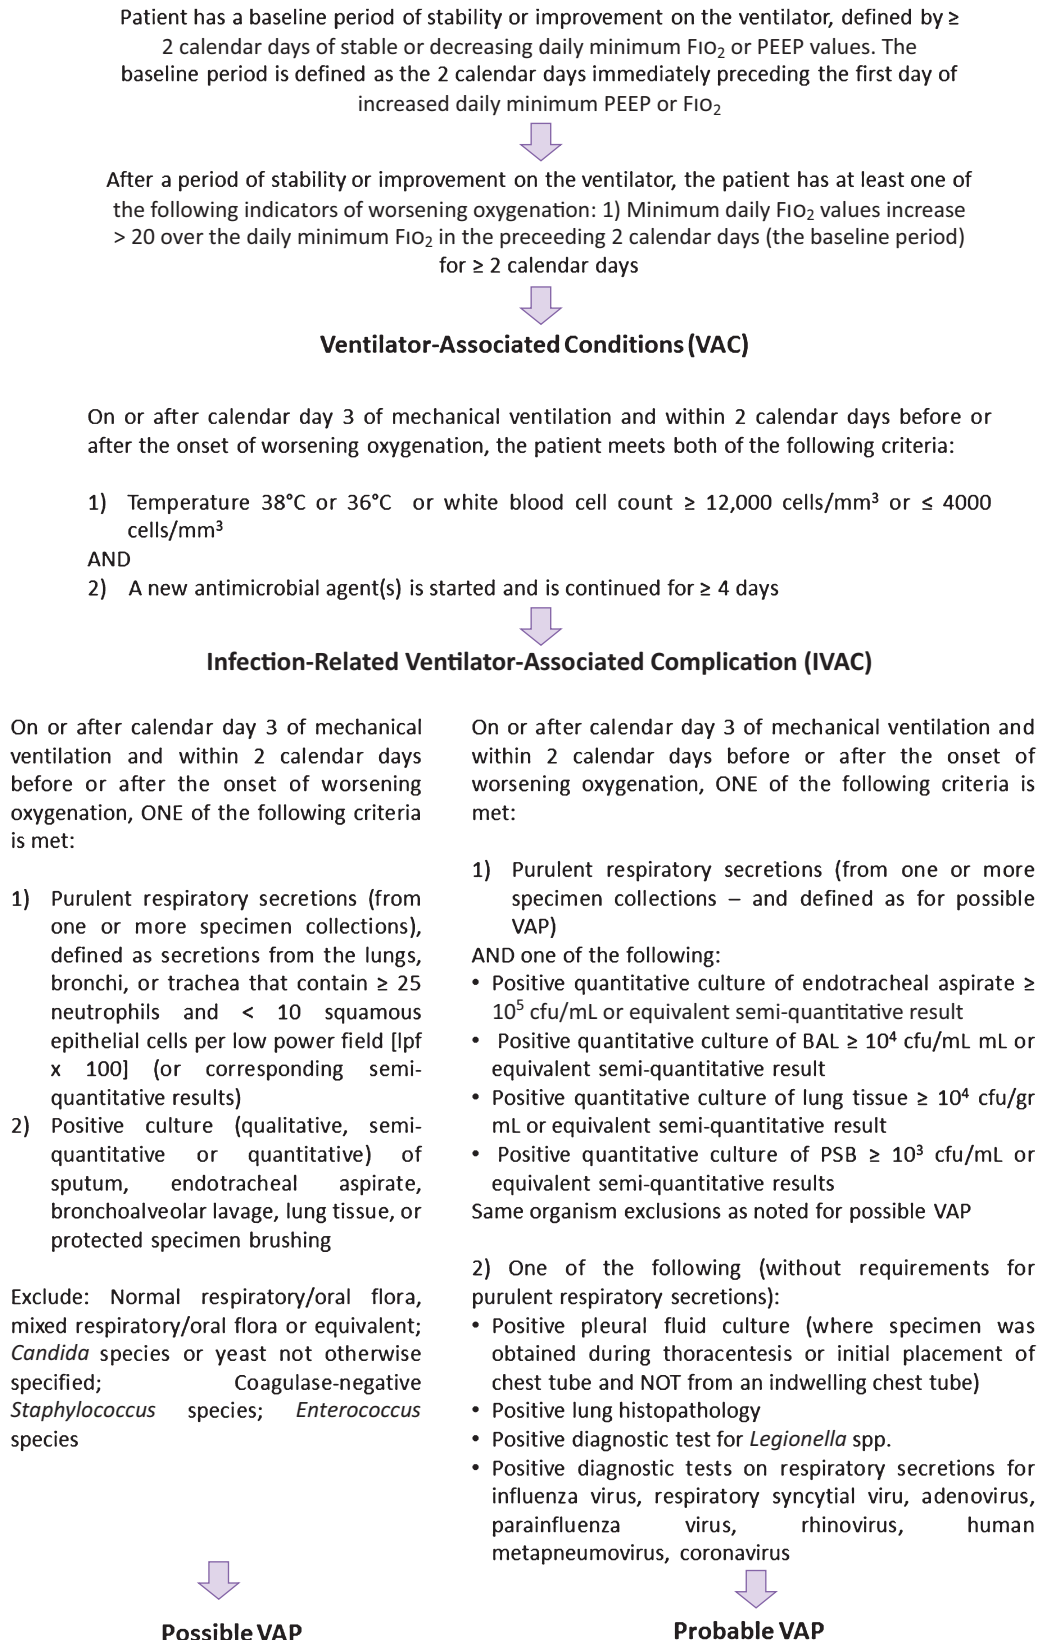 Patient has a baseline period of stability or improvement on the ventilator, defined by ≥
2 calendar days of stable or decreasing daily minimum FIO₂ or PEEP values. The
baseline period is defined as the 2 calendar days immediately preceding the first day of
increased daily minimum PEEP or FIO₂
After a period of stability or improvement on the ventilator, the patient has at least one of
the following indicators of worsening oxygenation: 1) Minimum daily FIO₂ values increase
> 20 over the daily minimum FIO₂ in the preceeding 2 calendar days (the baseline period)
for ≥ 2 calendar days
Ventilator-Associated Conditions (VAC)
On or after calendar day 3 of mechanical ventilation and within 2 calendar days before or
after the onset of worsening oxygenation, the patient meets both of the following criteria:
1) Temperature 38°C or 36°C or white blood cell count ≥ 12,000 cells/mm³ or ≤ 4000
cells/mm³
AND
2) A new antimicrobial agent(s) is started and is continued for ≥ 4 days
Infection-Related Ventilator-Associated Complication (IVAC)
On or after calendar day 3 of mechanical
ventilation and within 2 calendar days
before or after the onset of worsening
oxygenation, ONE of the following criteria
is met:
1) Purulent respiratory secretions (from
one or more specimen collections),
defined as secretions from the lungs,
bronchi, or trachea that contain ≥ 25
neutrophils and < 10 squamous
epithelial cells per low power field [lpf
x 100] (or corresponding semi-
quantitative results)
2) Positive culture (qualitative, semi-
quantitative or quantitative) of
sputum, endotracheal aspirate,
bronchoalveolar lavage, lung tissue, or
protected specimen brushing
Exclude: Normal respiratory/oral flora,
mixed respiratory/oral flora or equivalent;
Candida species or yeast not otherwise
specified; Coagulase-negative
Staphylococcus species; Enterococcus
species
Possible VAP
On or after calendar day 3 of mechanical ventilation and
within 2 calendar days before or after the onset of
worsening oxygenation, ONE of the following criteria is
met:
1) Purulent respiratory secretions (from one or more
specimen collections – and defined as for possible
VAP)
AND one of the following:
• Positive quantitative culture of endotracheal aspirate ≥
10⁵ cfu/mL or equivalent semi-quantitative result
• Positive quantitative culture of BAL ≥ 10⁴ cfu/mL mL or
equivalent semi-quantitative result
• Positive quantitative culture of lung tissue ≥ 10⁴ cfu/gr
mL or equivalent semi-quantitative result
• Positive quantitative culture of PSB ≥ 10³ cfu/mL or
equivalent semi-quantitative results
Same organism exclusions as noted for possible VAP
2) One of the following (without requirements for
purulent respiratory secretions):
• Positive pleural fluid culture (where specimen was
obtained during thoracentesis or initial placement of
chest tube and NOT from an indwelling chest tube)
• Positive lung histopathology
• Positive diagnostic test for Legionella spp.
• Positive diagnostic tests on respiratory secretions for
influenza virus, respiratory syncytial viru, adenovirus,
parainfluenza virus, rhinovirus, human
metapneumovirus, coronavirus
Probable VAP